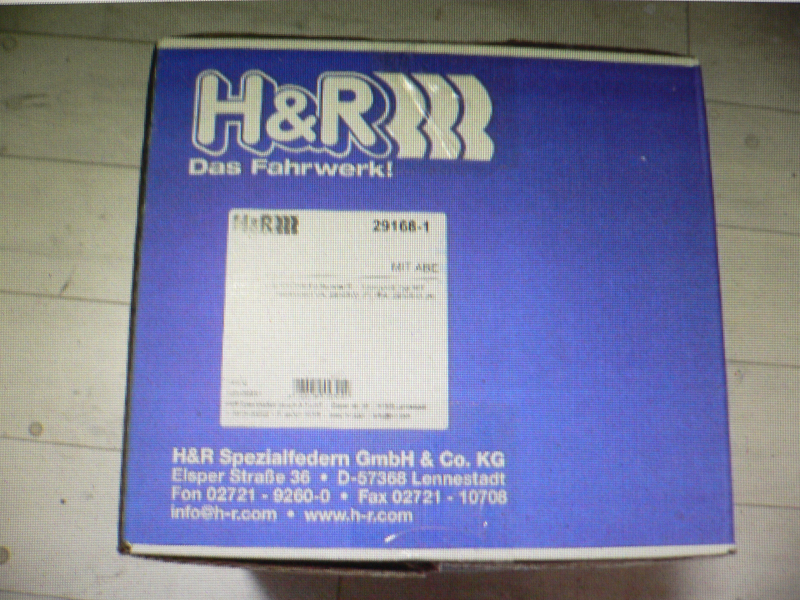 H&R
Das Fahrwerk!
H&R 29168-1
MIT ABE
H&R Spezialfedern GmbH & Co. KG
Elsper Straße 36 • D-57368 Lennestadt
Fon 02721 - 9260-0 • Fax 02721 - 10708
info@h-r.com • www.h-r.com